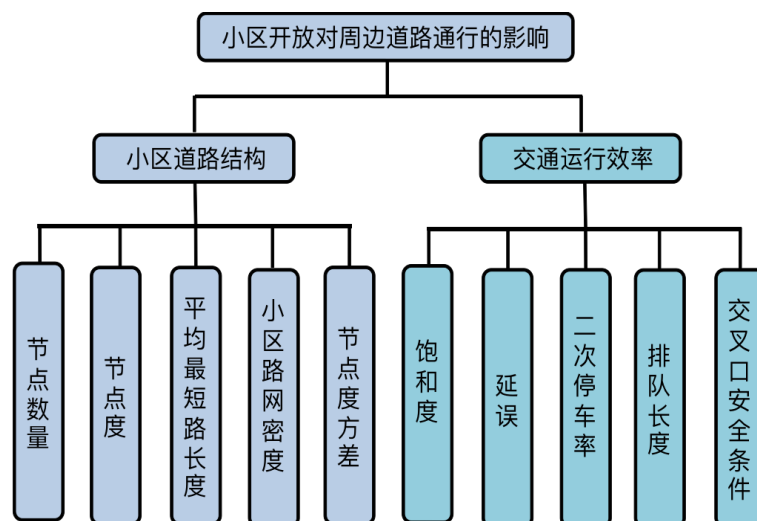 小区开放对周边道路通行的影响
小区道路结构
交通运行效率
节点数量
节点度
平均最短路长度
小区路网密度
节点度方差
饱和度
延误
二次停车率
排队长度
交叉口安全条件